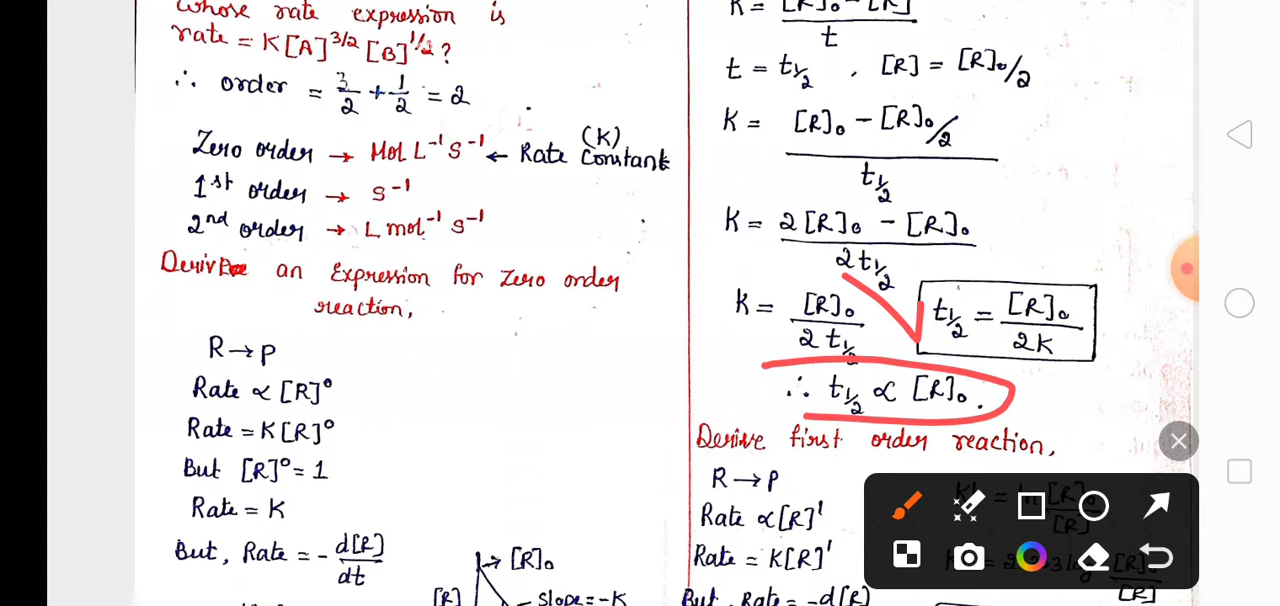 whose rate expression is
rate = K[A]^3/2 [B]^1/2 ?
∴ order = 3/2 + 1/2 = 2
Zero order → Mol L⁻¹ S⁻¹ ← Rate Constant (K)
1st order → S⁻¹
2nd order → L mol⁻¹ S⁻¹
Derive an Expression for Zero order
reaction,
R → P
Rate ∝ [R]⁰
Rate = K[R]⁰
But [R]⁰ = 1
Rate = K
But, Rate = - d[R]/dt
→ [R]₀
[R]
Slope = -K
K = [R]₀ - [R] / t
t = t1/2 , [R] = [R]₀/2
K = [R]₀ - [R]₀/2 / t1/2
K = 2[R]₀ - [R]₀ / 2t1/2
K = [R]₀ / 2 t1/2
t1/2 = [R]₀ / 2K
∴ t1/2 ∝ [R]₀.
Derive first order reaction,
R → P
Rate ∝ [R]¹
Rate = K[R]¹
But, Rate = -d[R]